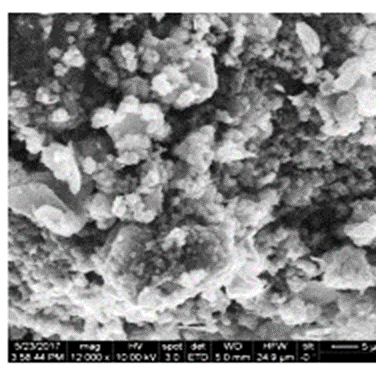 5/23/2017 mag HV spot det WD HFW tilt
3:58:44 PM 12 000 x 10.00 kV 3.0 ETD 5.0 mm 24.9 µm -0 ° 5 µ